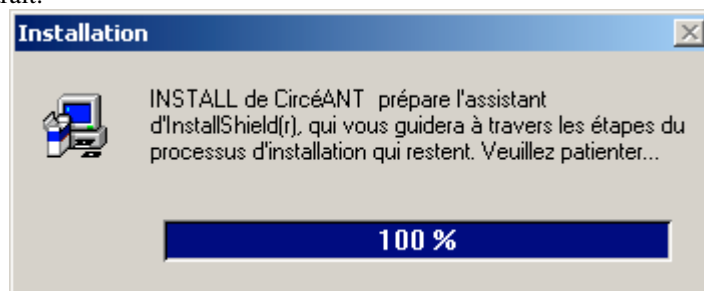 Installation
INSTALL de CircéANT  prépare l'assistant
d'InstallShield(r), qui vous guidera à travers les étapes du
processus d'installation qui restent. Veuillez patienter...
100 %